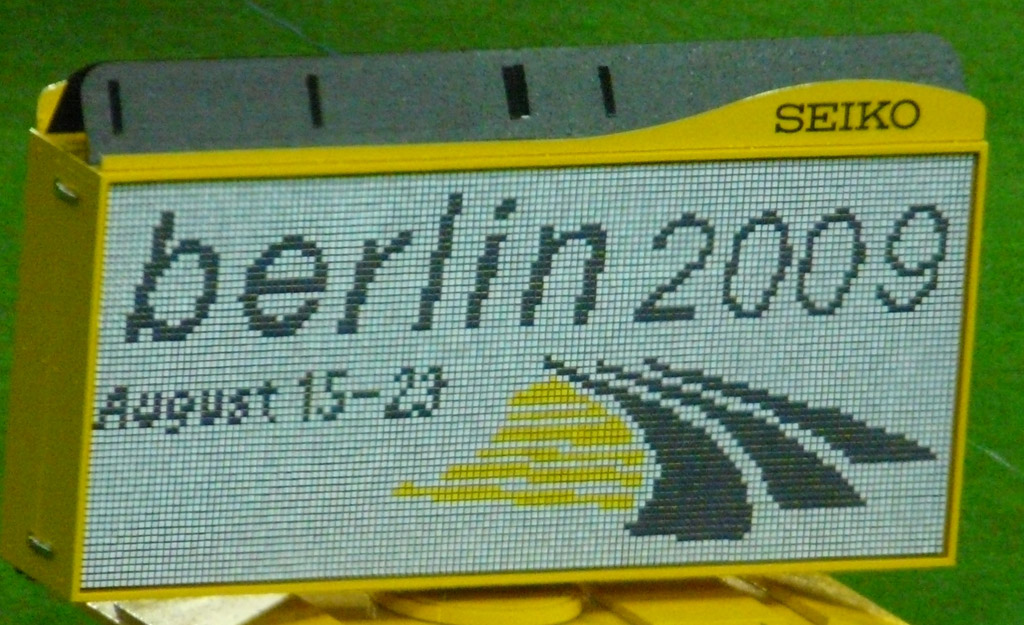 SEIKO
berlin 2009
August 15-23